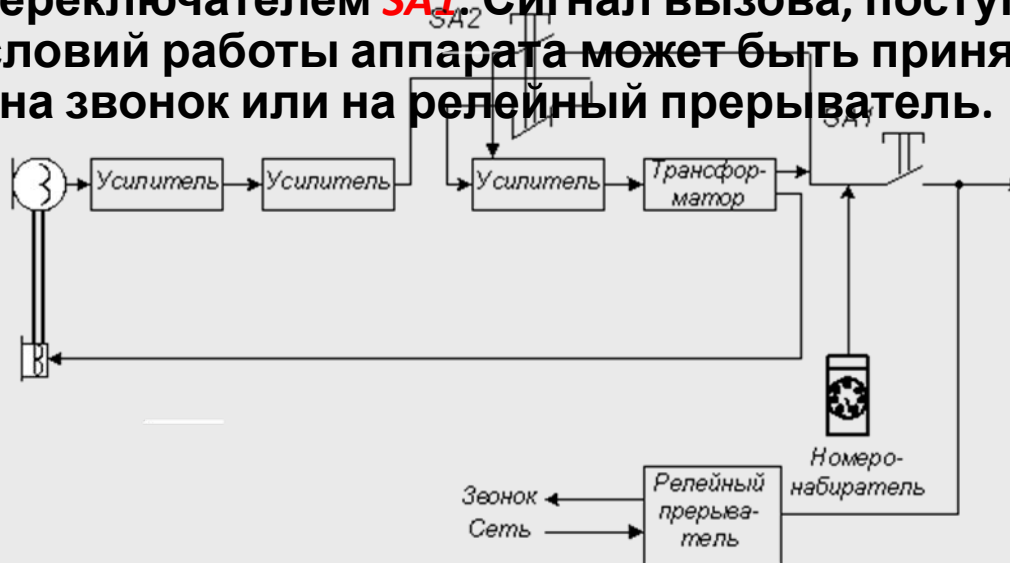 переключателем SA1. Сигнал вызова, посту
словий работы аппарата может быть приня
на звонок или на релейный прерыватель.
SA2
SA1
Усилитель
Усилитель
Усилитель
Трансфор-
матор
Номеро-
набиратель
Звонок
Сеть
Релейный
прерыва-
тель